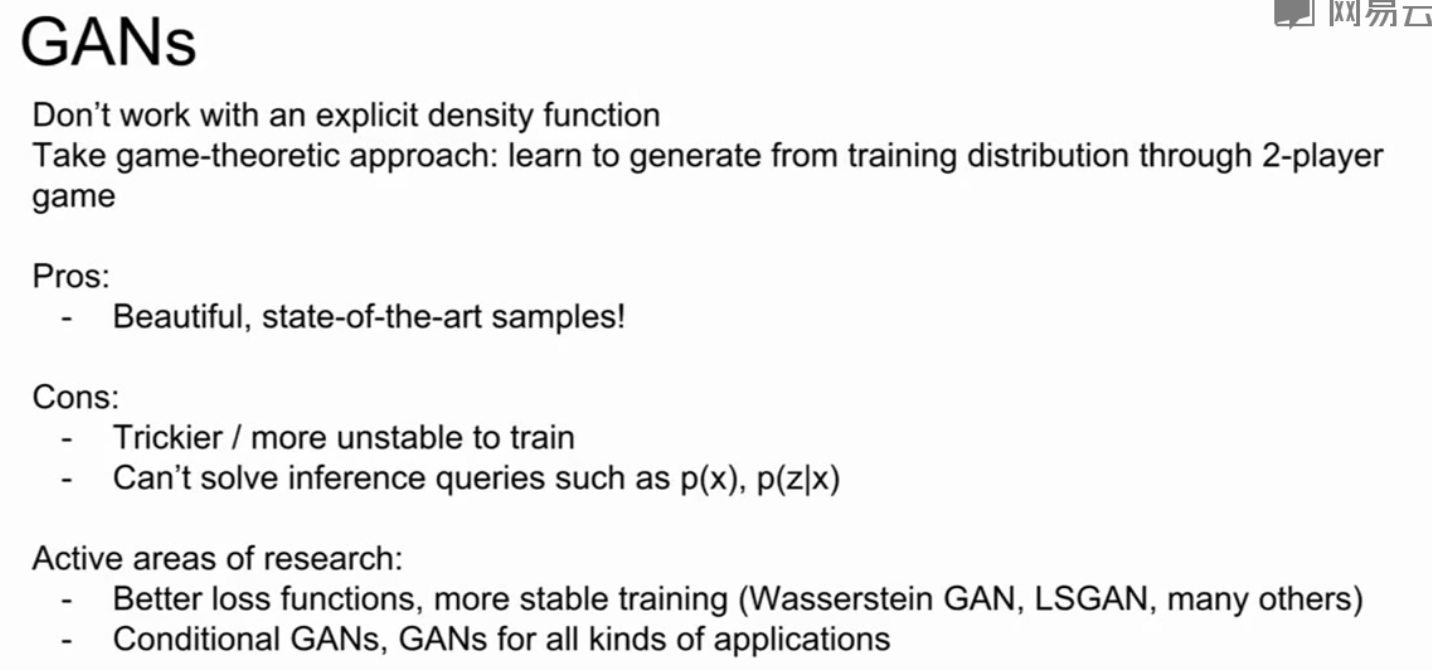 网易云
GANs
Don't work with an explicit density function
Take game-theoretic approach: learn to generate from training distribution through 2-player
game
Pros:
- Beautiful, state-of-the-art samples!
Cons:
- Trickier / more unstable to train
- Can't solve inference queries such as p(x), p(z|x)
Active areas of research:
- Better loss functions, more stable training (Wasserstein GAN, LSGAN, many others)
- Conditional GANs, GANs for all kinds of applications